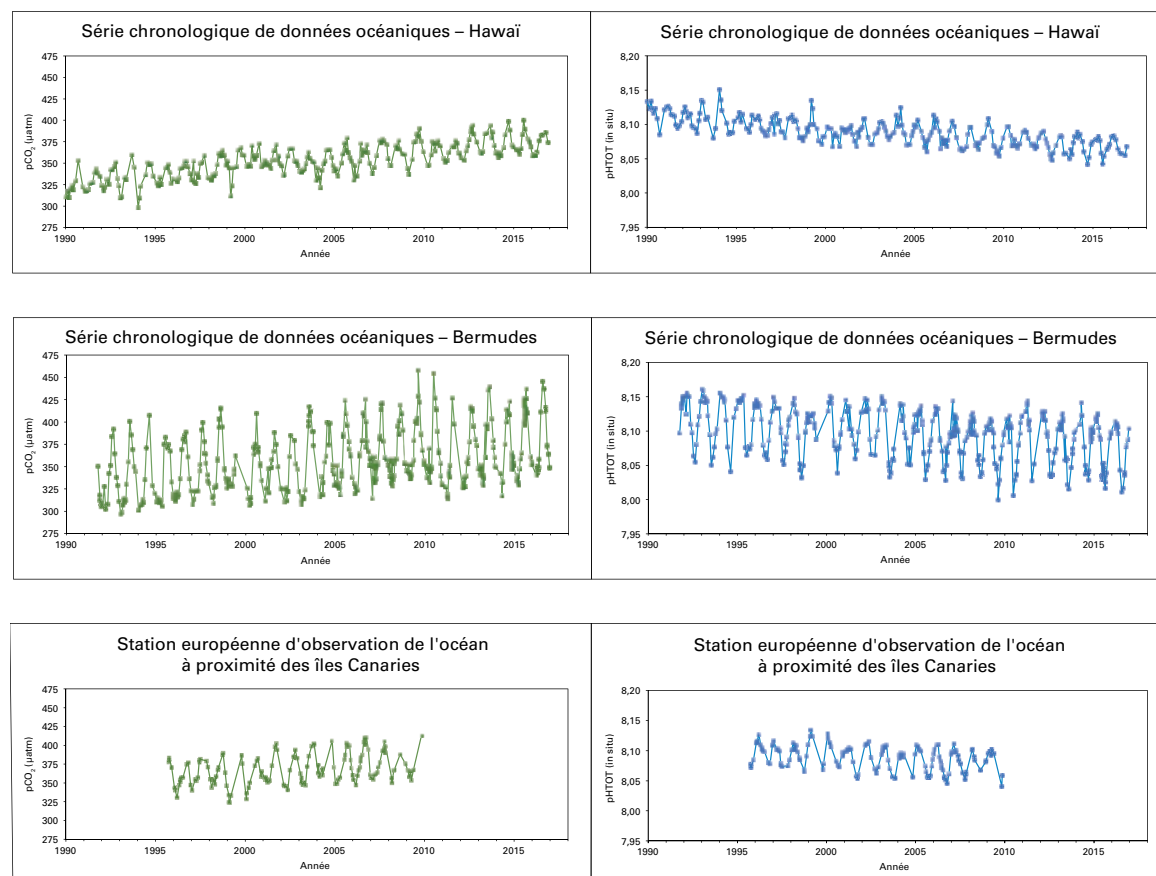 Série chronologique de données océaniques – Hawaï
475
450
425
400
375
350
325
300
275
pCO₂ (µatm)
1990 1995 2000 2005 2010 2015
Année
Série chronologique de données océaniques – Hawaï
8,20
8,15
8,10
8,05
8,00
7,95
pHTOT (in situ)
1990 1995 2000 2005 2010 2015
Année
Série chronologique de données océaniques – Bermudes
475
450
425
400
375
350
325
300
275
pCO₂ (µatm)
1990 1995 2000 2005 2010 2015
Année
Série chronologique de données océaniques – Bermudes
8,20
8,15
8,10
8,05
8,00
7,95
pHTOT (in situ)
1990 1995 2000 2005 2010 2015
Année
Station européenne d'observation de l'océan
à proximité des îles Canaries
475
450
425
400
375
350
325
300
275
pCO₂ (µatm)
1990 1995 2000 2005 2010 2015
Année
Station européenne d'observation de l'océan
à proximité des îles Canaries
8,20
8,15
8,10
8,05
8,00
7,95
pHTOT (in situ)
1990 1995 2000 2005 2010 2015
Année